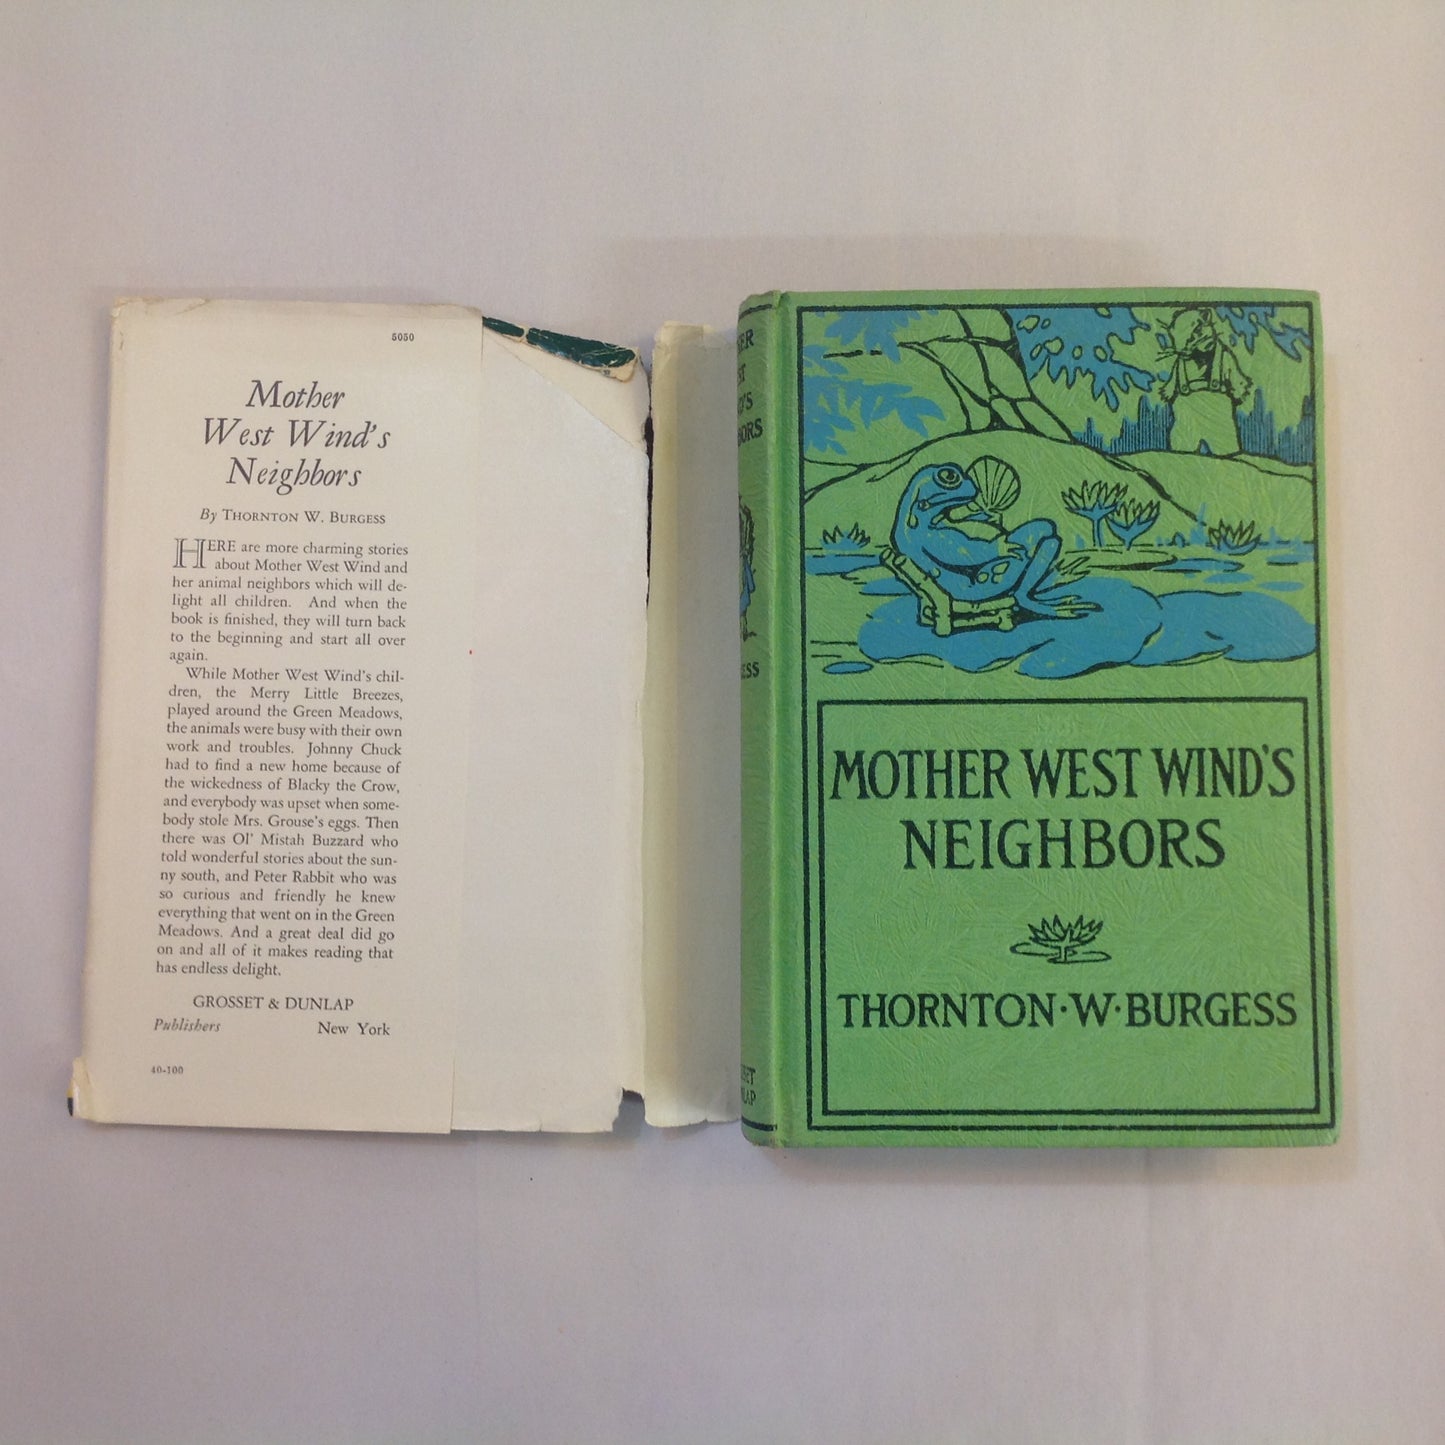 5050
Mother
West Wind's
Neighbors
By THORNTON W. BURGESS
HERE are more charming stories
about Mother West Wind and
her animal neighbors which will de-
light all children. And when the
book is finished, they will turn back
to the beginning and start all over
again.
While Mother West Wind's chil-
dren, the Merry Little Breezes,
played around the Green Meadows,
the animals were busy with their own
work and troubles. Johnny Chuck
had to find a new home because of
the wickedness of Blacky the Crow,
and everybody was upset when some-
body stole Mrs. Grouse's eggs. Then
there was Ol' Mistah Buzzard who
told wonderful stories about the sun-
ny south, and Peter Rabbit who was
so curious and friendly he knew
everything that went on in the Green
Meadows. And a great deal did go
on and all of it makes reading that
has endless delight.
GROSSET & DUNLAP
Publishers New York
40-100
MOTHER WEST WIND'S
NEIGHBORS
THORNTON·W·BURGESS